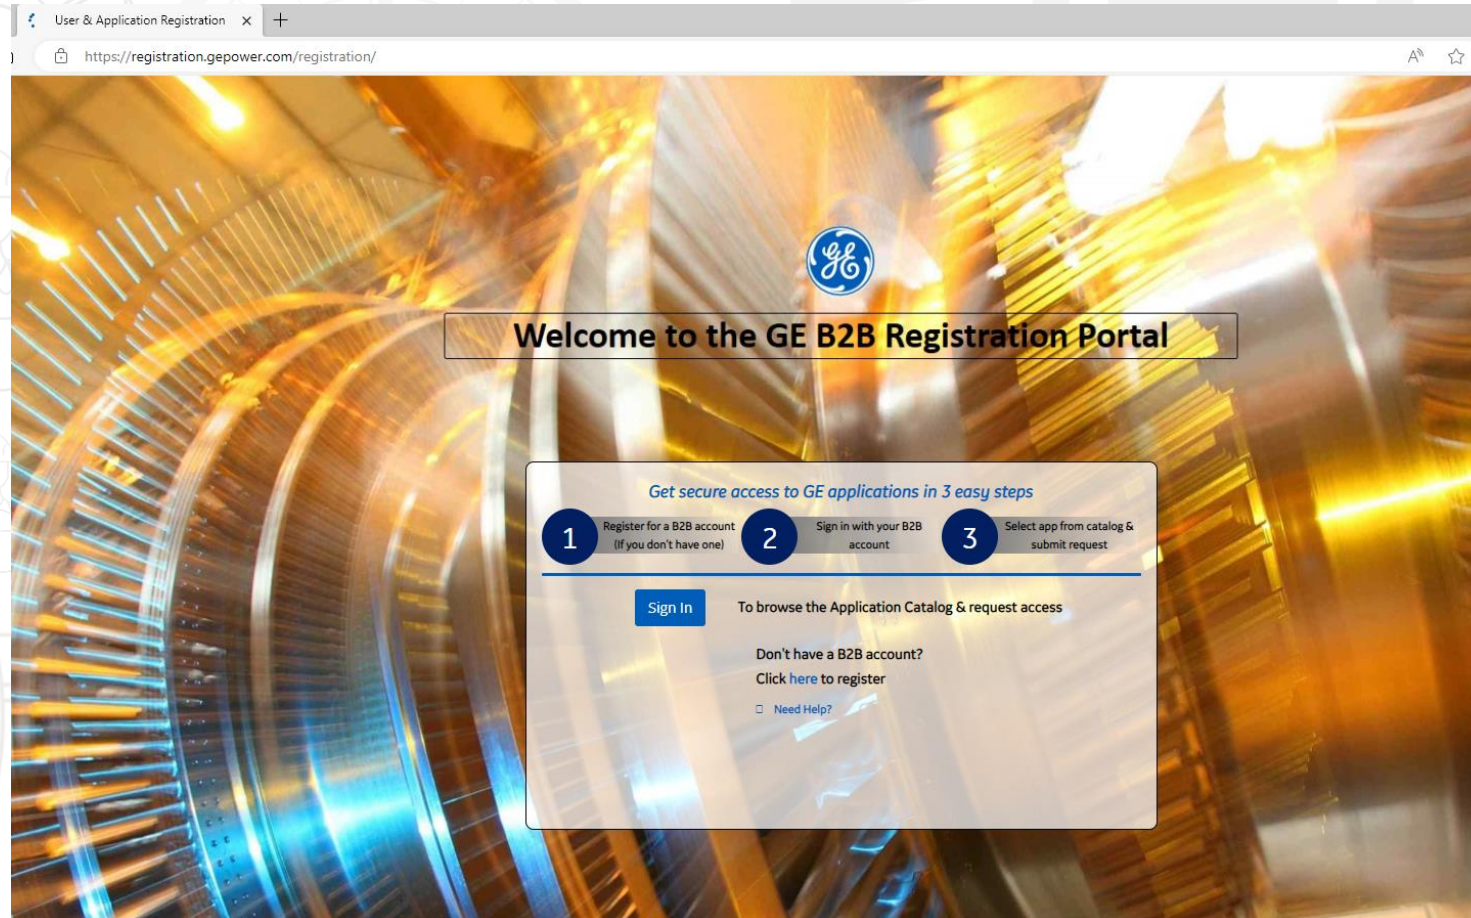 User & Application Registration
https://registration.gepower.com/registration/
GE
Welcome to the GE B2B Registration Portal
Get secure access to GE applications in 3 easy steps
1
Register for a B2B account
(If you don't have one)
2
Sign in with your B2B
account
3
Select app from catalog &
submit request
Sign In
To browse the Application Catalog & request access
Don't have a B2B account?
Click here to register
Need Help?